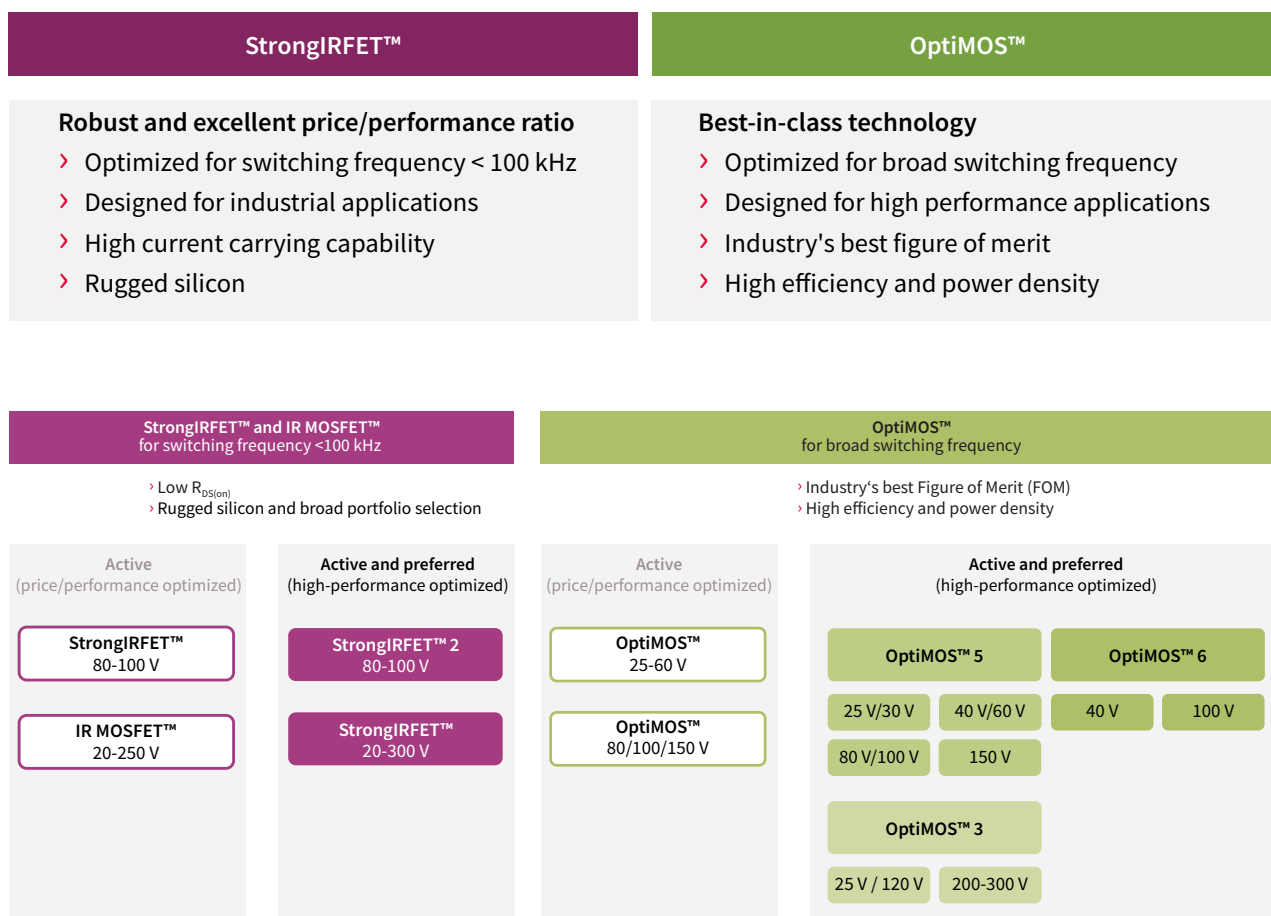 StrongIRFET™
OptiMOS™
Robust and excellent price/performance ratio
› Optimized for switching frequency < 100 kHz
› Designed for industrial applications
› High current carrying capability
› Rugged silicon
Best-in-class technology
› Optimized for broad switching frequency
› Designed for high performance applications
› Industry's best figure of merit
› High efficiency and power density
StrongIRFET™ and IR MOSFET™
for switching frequency <100 kHz
› Low RDS(on)
› Rugged silicon and broad portfolio selection
OptiMOS™
for broad switching frequency
› Industry‘s best Figure of Merit (FOM)
› High efficiency and power density
Active
(price/performance optimized)
StrongIRFET™
80-100 V
IR MOSFET™
20-250 V
Active and preferred
(high-performance optimized)
StrongIRFET™ 2
80-100 V
StrongIRFET™
20-300 V
Active
(price/performance optimized)
OptiMOS™
25-60 V
OptiMOS™
80/100/150 V
Active and preferred
(high-performance optimized)
OptiMOS™ 5
25 V/30 V
40 V/60 V
80 V/100 V
150 V
OptiMOS™ 6
40 V
100 V
OptiMOS™ 3
25 V / 120 V
200-300 V